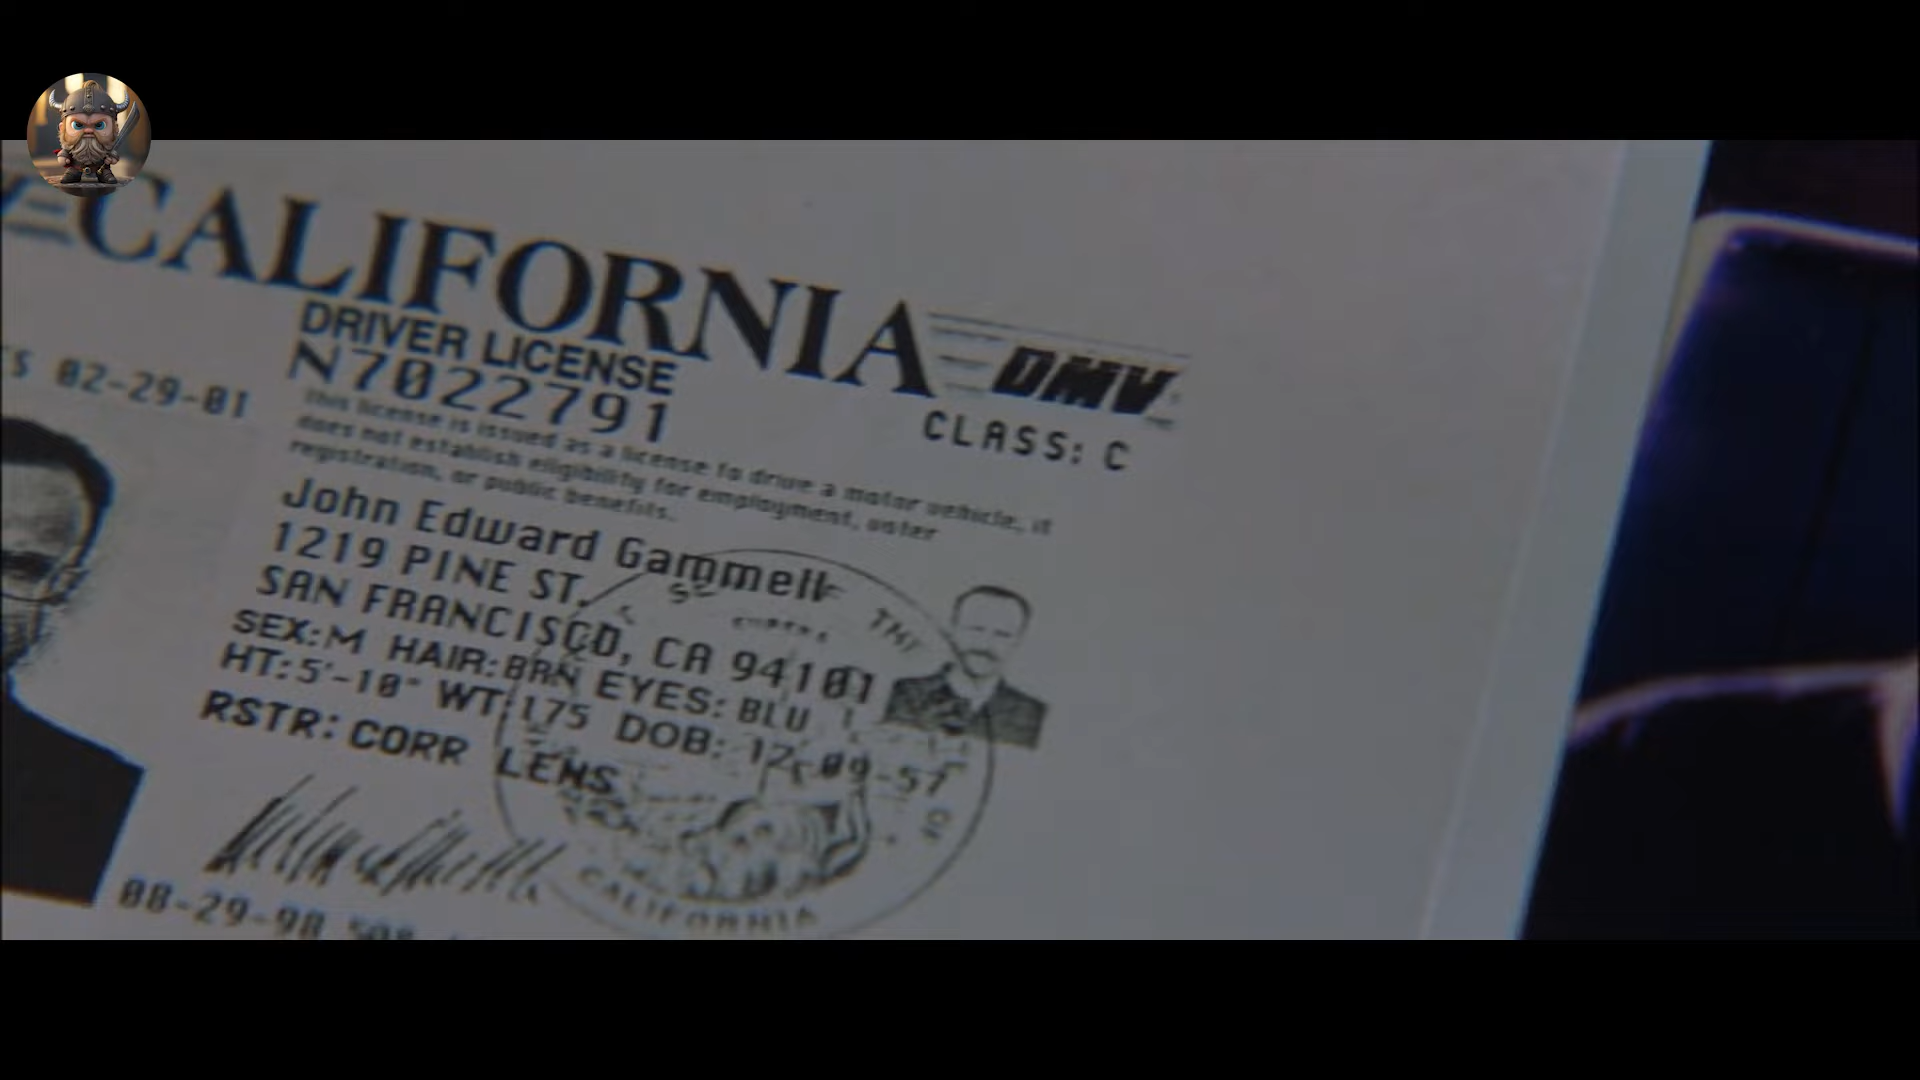 CALIFORNIA DMV
DRIVER LICENSE
N7022791
CLASS: C
S 02-29-01
This license is issued as a license to drive a motor vehicle, it
does not establish eligibility for employment, voter
registration, or public benefits.
John Edward Gammell
1219 PINE ST.
SAN FRANCISCO, CA 94101
SEX:M HAIR:BRN EYES: BLU
HT:5'-10" WT:175 DOB: 12-09-57
RSTR: CORR LENS
THE
OF
CALIFORNIA
08-29-98